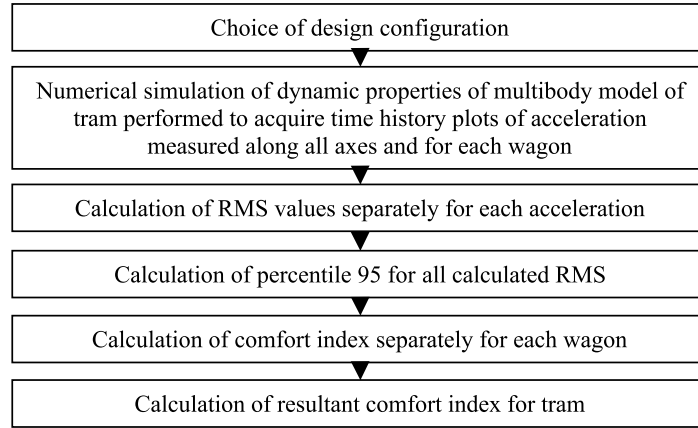 Choice of design configuration
Numerical simulation of dynamic properties of multibody model of
tram performed to acquire time history plots of acceleration
measured along all axes and for each wagon
Calculation of RMS values separately for each acceleration
Calculation of percentile 95 for all calculated RMS
Calculation of comfort index separately for each wagon
Calculation of resultant comfort index for tram